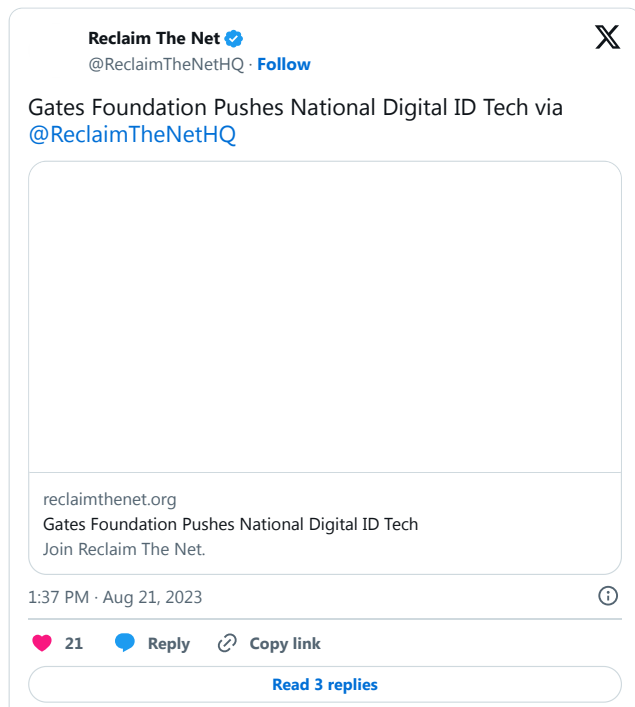 Reclaim The Net
@ReclaimTheNetHQ · Follow
Gates Foundation Pushes National Digital ID Tech via
@ReclaimTheNetHQ
reclaimthenet.org
Gates Foundation Pushes National Digital ID Tech
Join Reclaim The Net.
1:37 PM · Aug 21, 2023
21 Reply Copy link
Read 3 replies